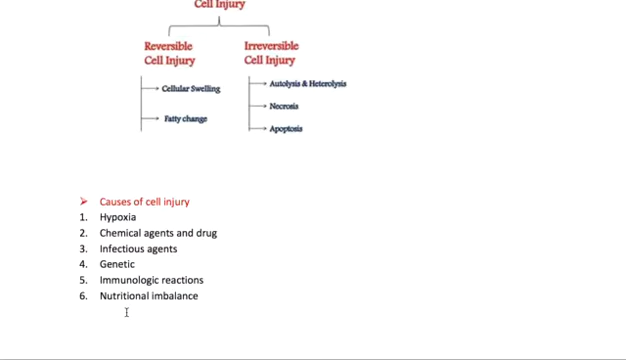 Cell Injury
Reversible Cell Injury
Irreversible Cell Injury
Cellular Swelling
Fatty change
Autolysis & Heterolysis
Necrosis
Apoptosis
➢ Causes of cell injury
1. Hypoxia
2. Chemical agents and drug
3. Infectious agents
4. Genetic
5. Immunologic reactions
6. Nutritional imbalance